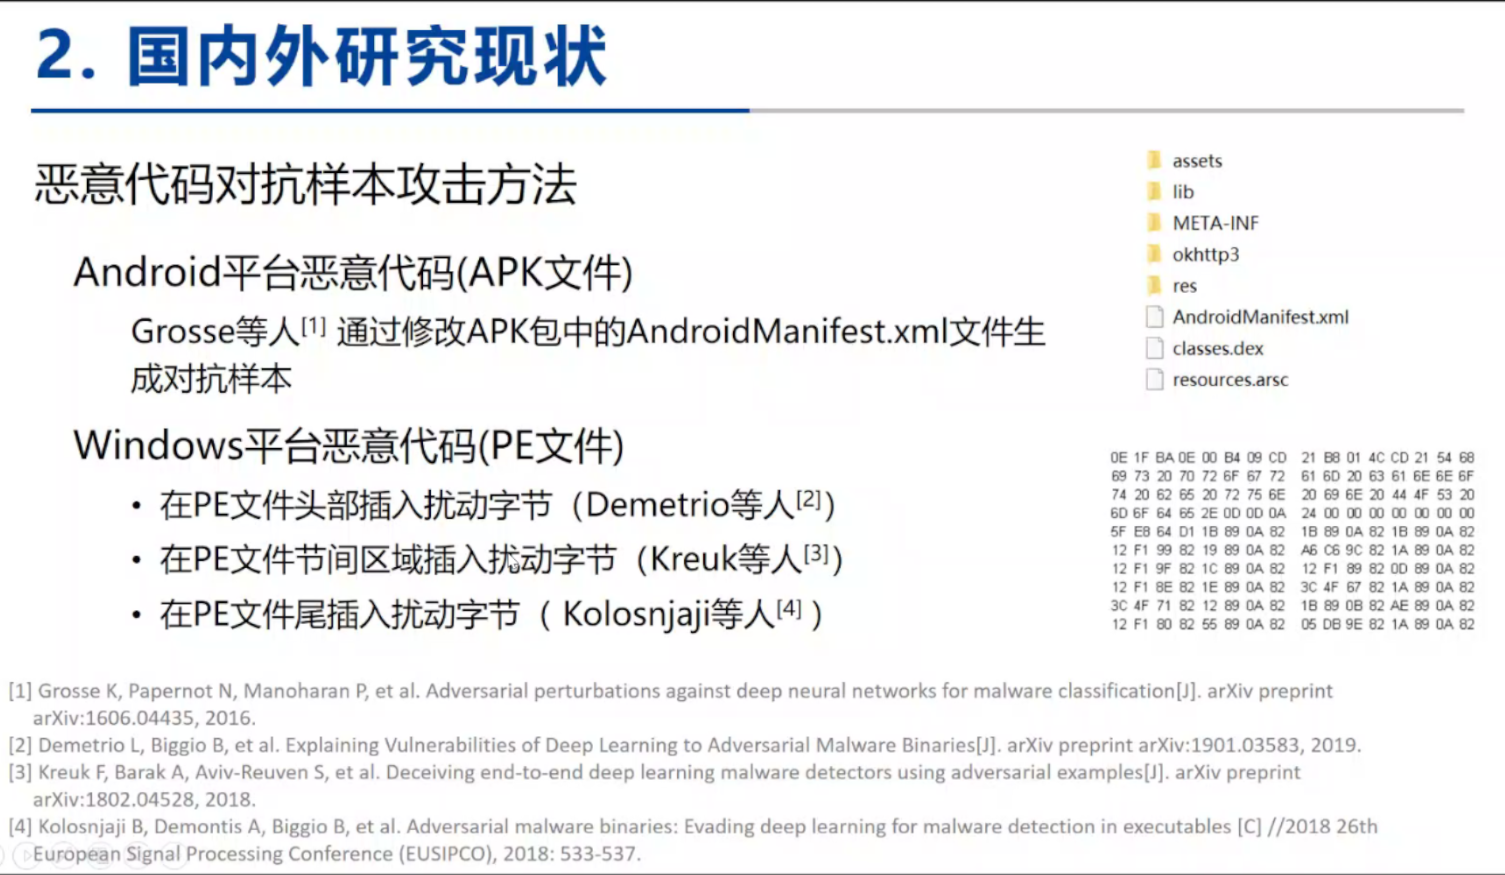 2. 国内外研究现状
恶意代码对抗样本攻击方法
Android平台恶意代码(APK文件)
Grosse等人[1] 通过修改APK包中的AndroidManifest.xml文件生
成对抗样本
Windows平台恶意代码(PE文件)
• 在PE文件头部插入扰动字节（Demetrio等人[2]）
• 在PE文件节间区域插入扰动字节（Kreuk等人[3]）
• 在PE文件尾插入扰动字节（ Kolosnjaji等人[4] ）
assets
lib
META-INF
okhttp3
res
AndroidManifest.xml
classes.dex
resources.arsc
0E 1F BA 0E 00 B4 09 CD 21 B8 01 4C CD 21 54 68
69 73 20 70 72 6F 67 72 61 6D 20 63 61 6E 6E 6F
74 20 62 65 20 72 75 6E 20 69 6E 20 44 4F 53 20
6D 6F 64 65 2E 0D 0D 0A 24 00 00 00 00 00 00 00
5F E8 64 D1 1B 89 0A 82 1B 89 0A 82 1B 89 0A 82
12 F1 99 82 19 89 0A 82 A6 C6 9C 82 1A 89 0A 82
12 F1 9F 82 1C 89 0A 82 12 F1 89 82 0D 89 0A 82
12 F1 8E 82 1E 89 0A 82 3C 4F 67 82 1A 89 0A 82
3C 4F 71 82 12 89 0A 82 1B 89 0B 82 AE 89 0A 82
12 F1 80 82 55 89 0A 82 05 DB 9E 82 1A 89 0A 82
[1] Grosse K, Papernot N, Manoharan P, et al. Adversarial perturbations against deep neural networks for malware classification[J]. arXiv preprint
arXiv:1606.04435, 2016.
[2] Demetrio L, Biggio B, et al. Explaining Vulnerabilities of Deep Learning to Adversarial Malware Binaries[J]. arXiv preprint arXiv:1901.03583, 2019.
[3] Kreuk F, Barak A, Aviv-Reuven S, et al. Deceiving end-to-end deep learning malware detectors using adversarial examples[J]. arXiv preprint
arXiv:1802.04528, 2018.
[4] Kolosnjaji B, Demontis A, Biggio B, et al. Adversarial malware binaries: Evading deep learning for malware detection in executables [C] //2018 26th
European Signal Processing Conference (EUSIPCO), 2018: 533-537.